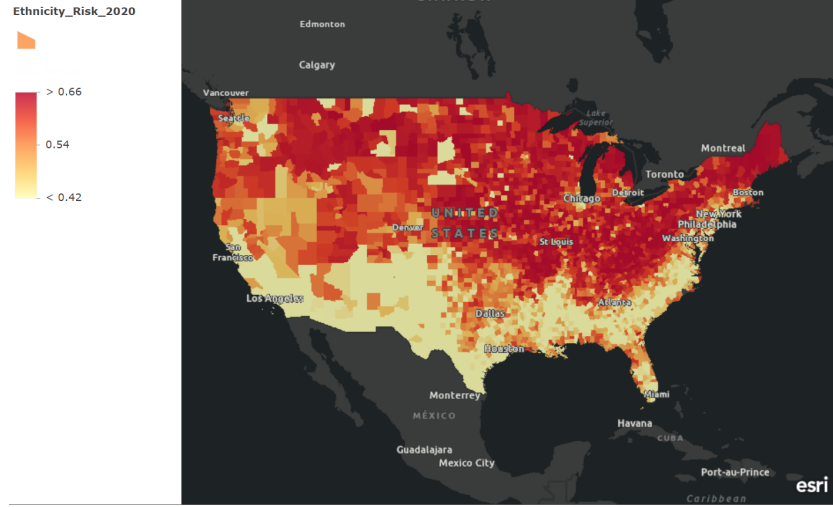 Ethnicity_Risk_2020
> 0.66
0.54
< 0.42
Edmonton
Calgary
Vancouver
Seattle
Lake
Superior
Montreal
Toronto
Boston
Detroit
Chicago
New York
Philadelphia
UNITED
STATES
Denver
St Louis
Washington
San
Francisco
Los Angeles
Atlanta
Dallas
Houston
Miami
Monterrey
MÉXICO
Havana
CUBA
Guadalajara
Mexico City
Port-au-Prince
esri
Caribbean